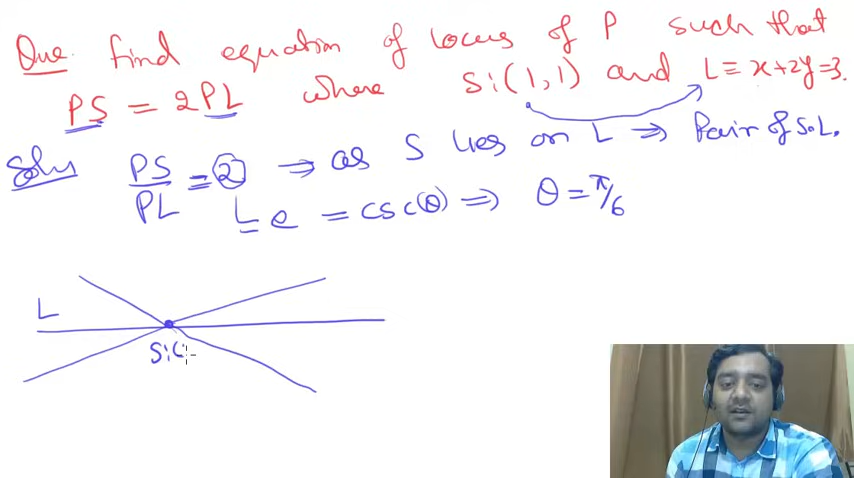 Que. find equation of locus of P such that
PS = 2PL where S:(1,1) and L≡ x+2y=3.
Soln PS/PL = 2 → as S lies on L ⇒ Pair of S.L.
L e = csc(θ) ⇒ θ = π/6
L
S:(